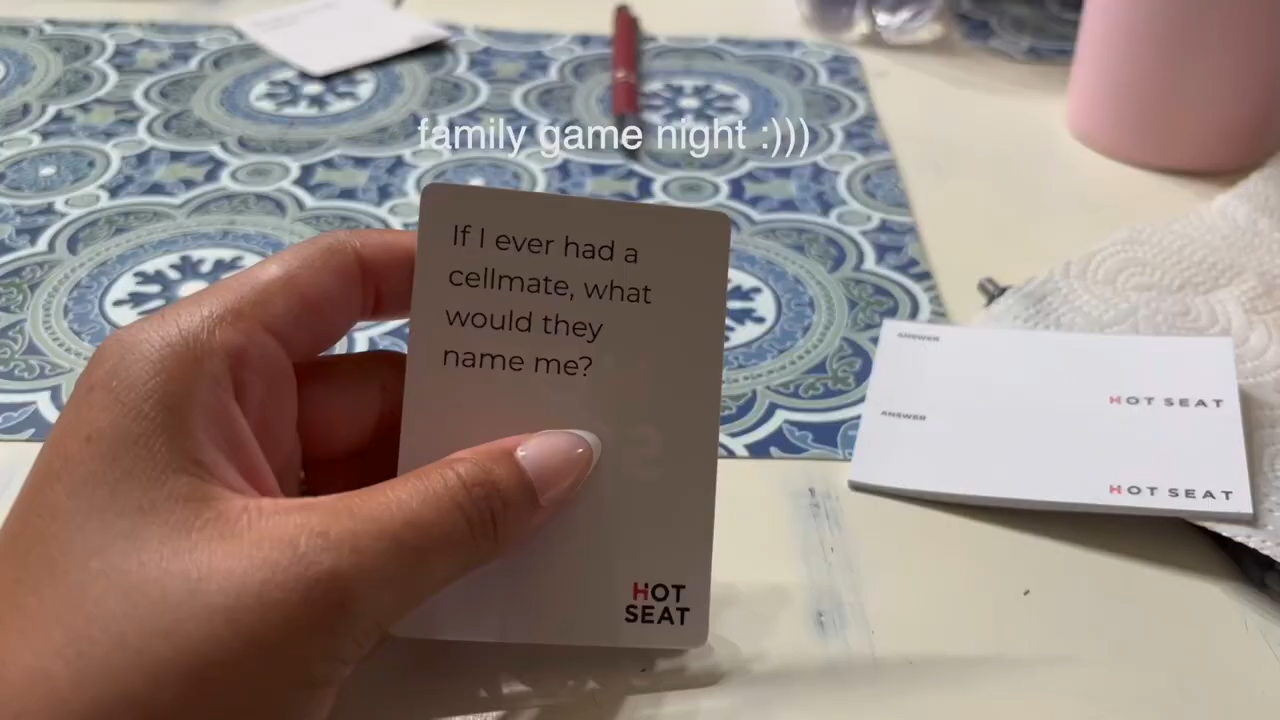 family game night :)))
If I ever had a
cellmate, what
would they
name me?
HOT
SEAT
ANSWER
HOT SEAT
ANSWER
HOT SEAT